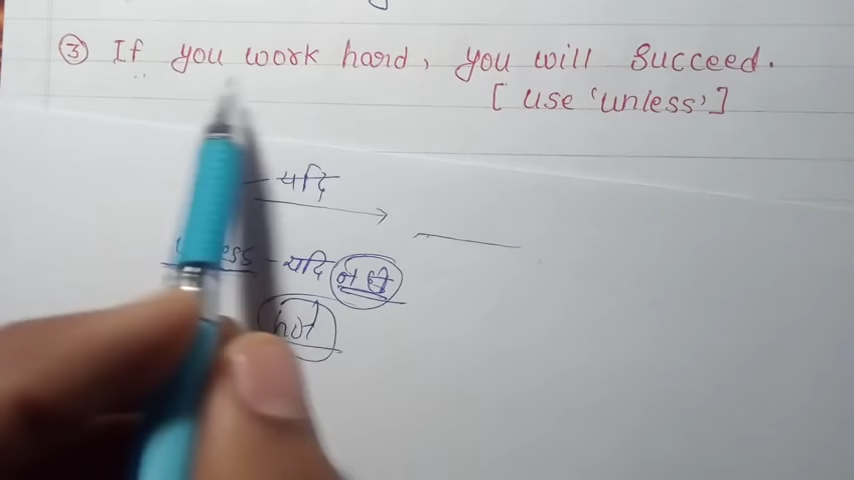 ③ If you work hard, you will succeed.
[ use 'unless' ]
- यदि
- यदि नही
not